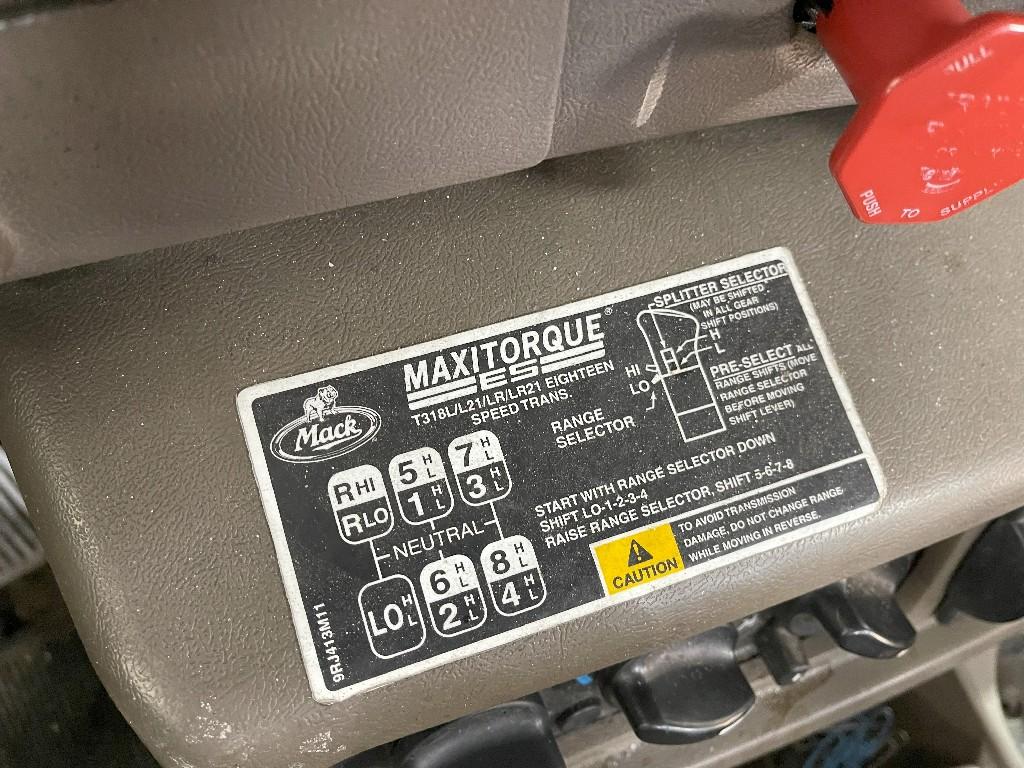 PULL
PUSH TO SUPPLY
Mack
MAXITORQUE®
ES
T318L/L21/LR/LR21 EIGHTEEN
SPEED TRANS.
SPLITTER SELECTOR
(MAY BE SHIFTED
IN ALL GEAR
SHIFT POSITIONS)
H
L
HI
LO
RANGE
SELECTOR
PRE-SELECT ALL
RANGE SHIFTS (MOVE
RANGE SELECTOR
BEFORE MOVING
SHIFT LEVER)
R HI 5 H L 7 H L
R LO 1 H L 3 H L
NEUTRAL
6 H L 8 H L
LO H L 2 H L 4 H L
START WITH RANGE SELECTOR DOWN
SHIFT LO-1-2-3-4
RAISE RANGE SELECTOR, SHIFT 5-6-7-8
CAUTION
TO AVOID TRANSMISSION
DAMAGE, DO NOT CHANGE RANGE
WHILE MOVING IN REVERSE.
9RJ413M11